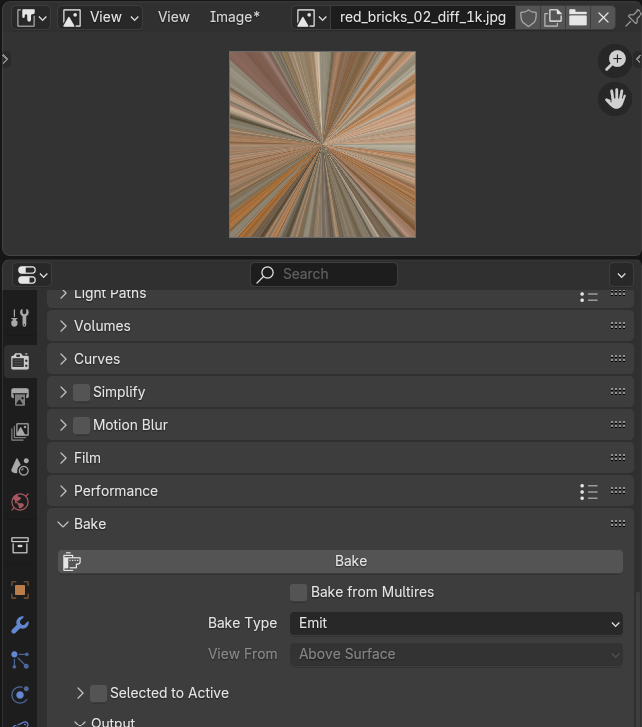 View View Image* red_bricks_02_diff_1k.jpg
Search
Light Paths
Volumes
Curves
Simplify
Motion Blur
Film
Performance
Bake
Bake
Bake from Multires
Bake Type Emit
View From Above Surface
Selected to Active
Output